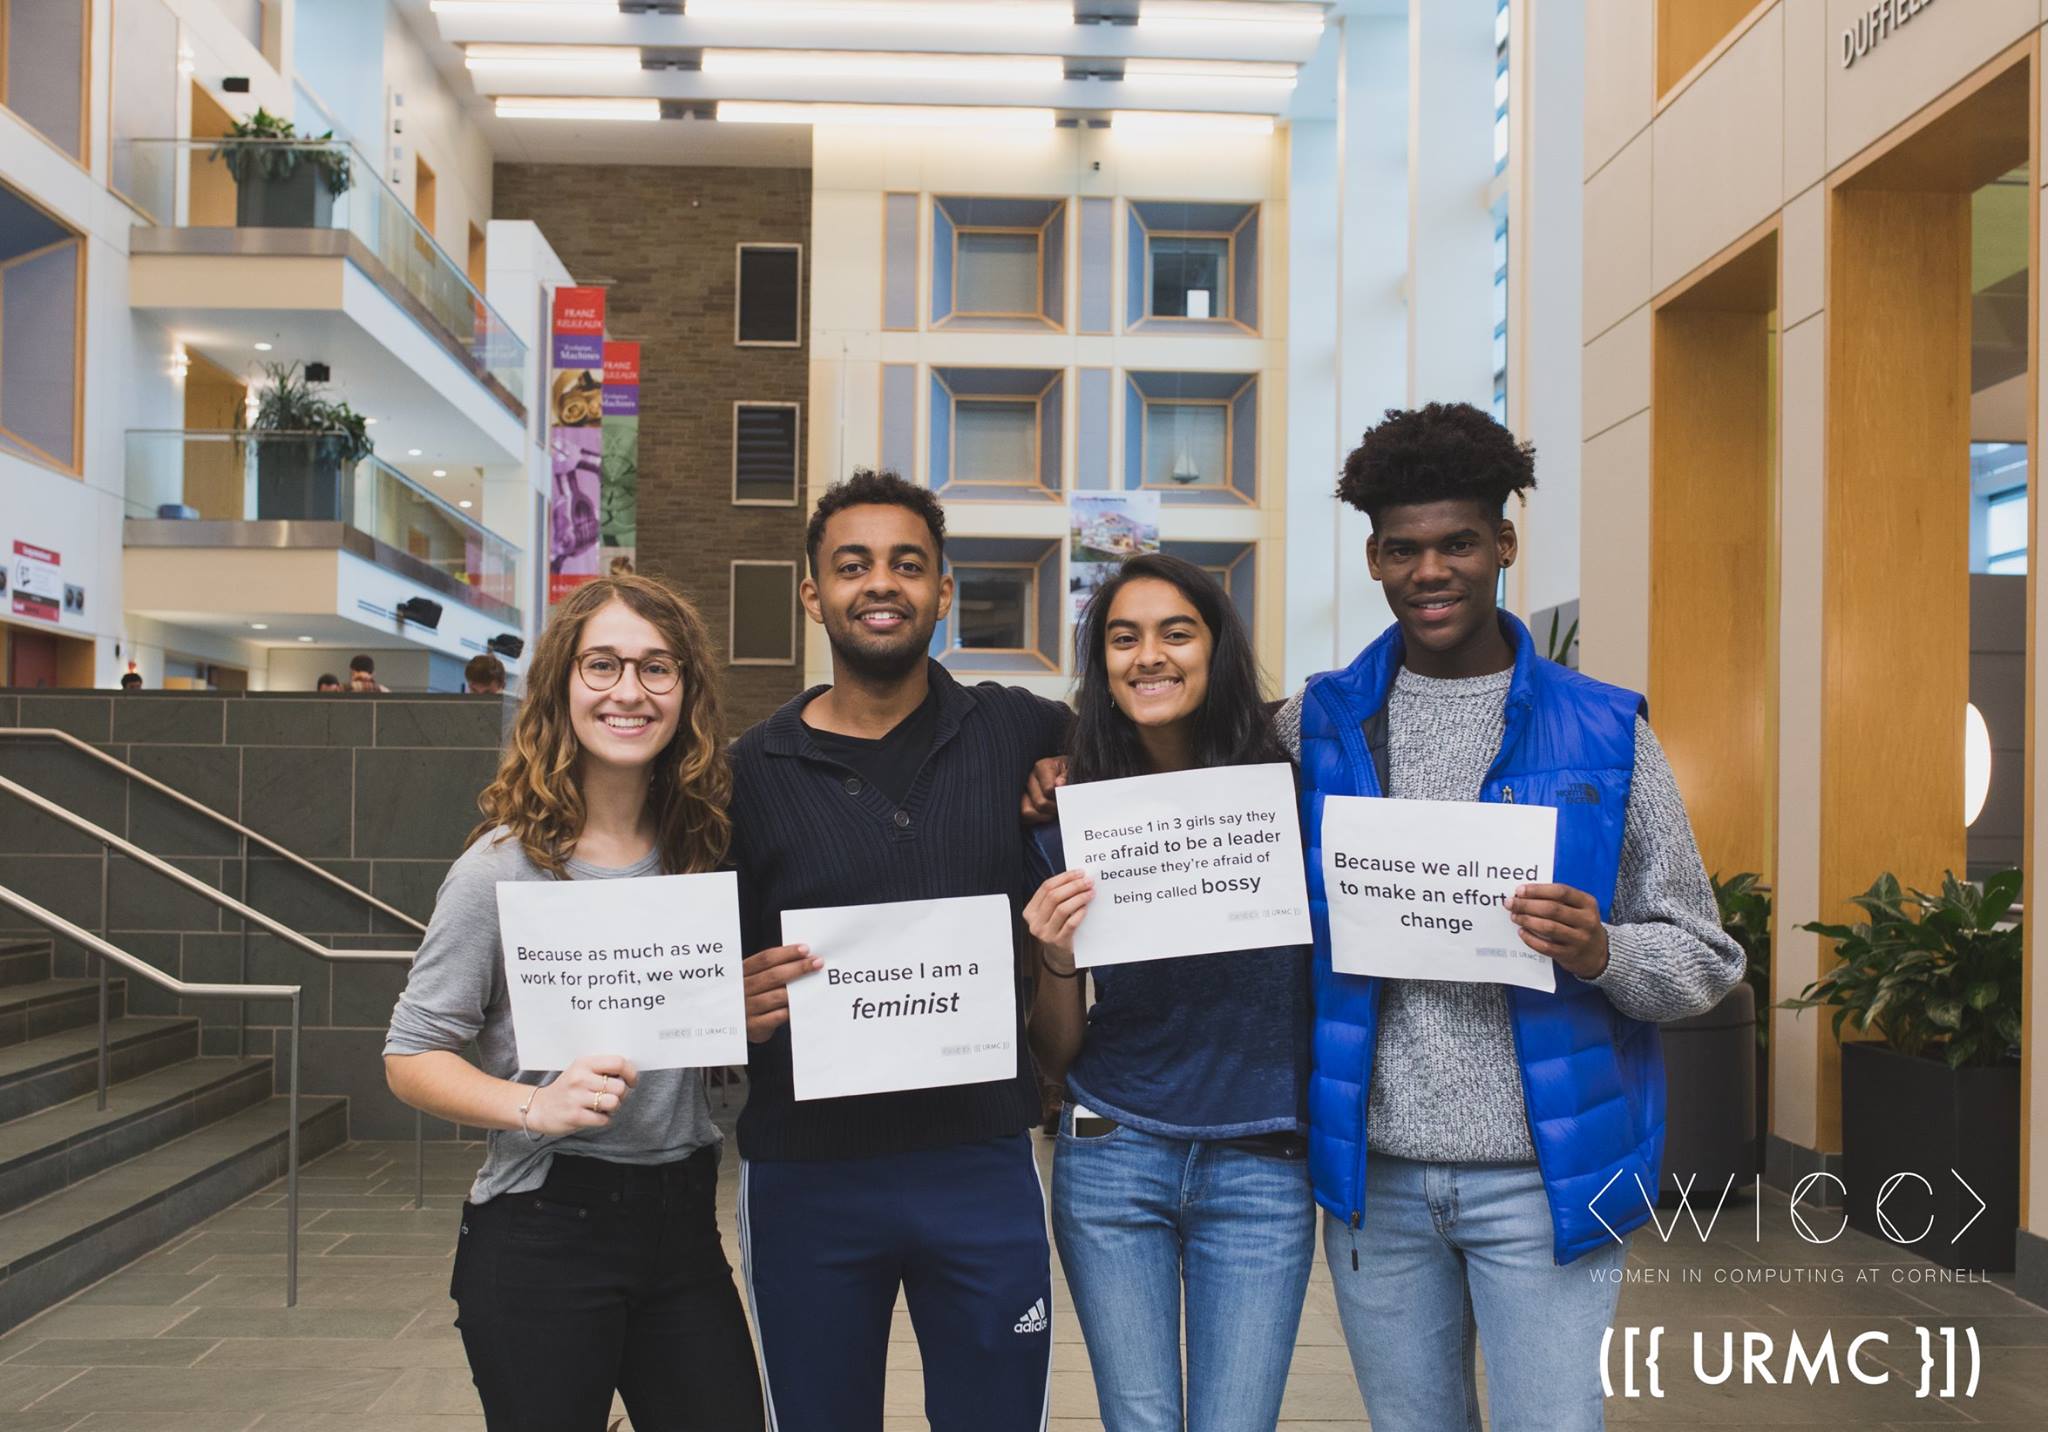 DUFFIEL
FRANZ
REULEAUX
Evolution
Machines
FRANZ
THE
NORTH
FACE
Because as much as we
work for profit, we work
for change
<WICC> ([{ URMC }])
Because I am a
feminist
<WICC> ([{ URMC }])
Because 1 in 3 girls say they
are afraid to be a leader
because they're afraid of
being called bossy
<WICC> ([{ URMC }])
Because we all need
to make an effort
change
<WICC> ([{ URMC }])
adidas
<WICC>
WOMEN IN COMPUTING AT CORNELL
([{ URMC }])